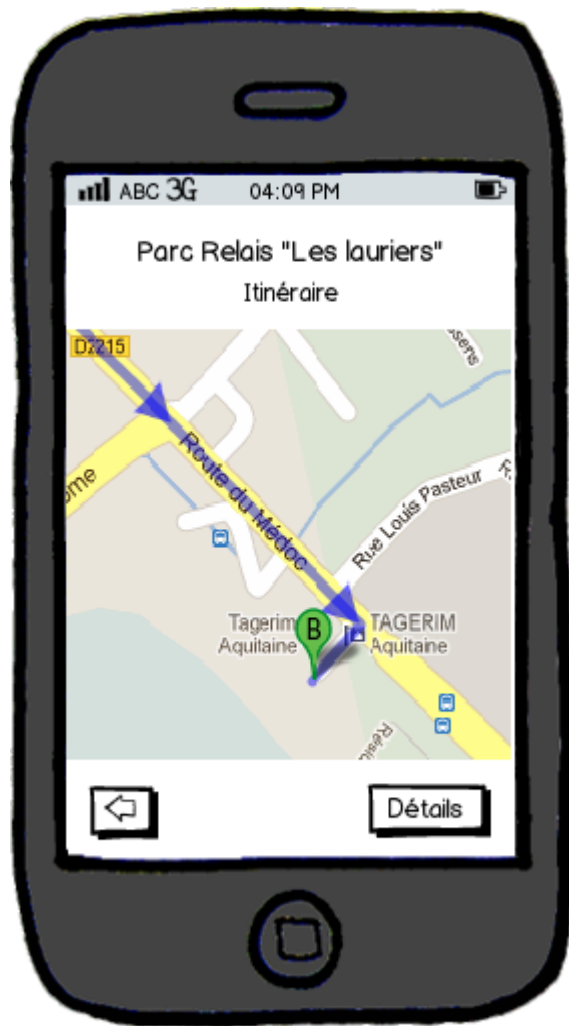 ABC 3G 04:09 PM
Parc Relais "Les lauriers"
Itinéraire
D2215
Route du Médoc
ome
Rue Louis Pasteur
Tagerim
Aquitaine
B
TAGERIM
Aquitaine
Résid
Détails